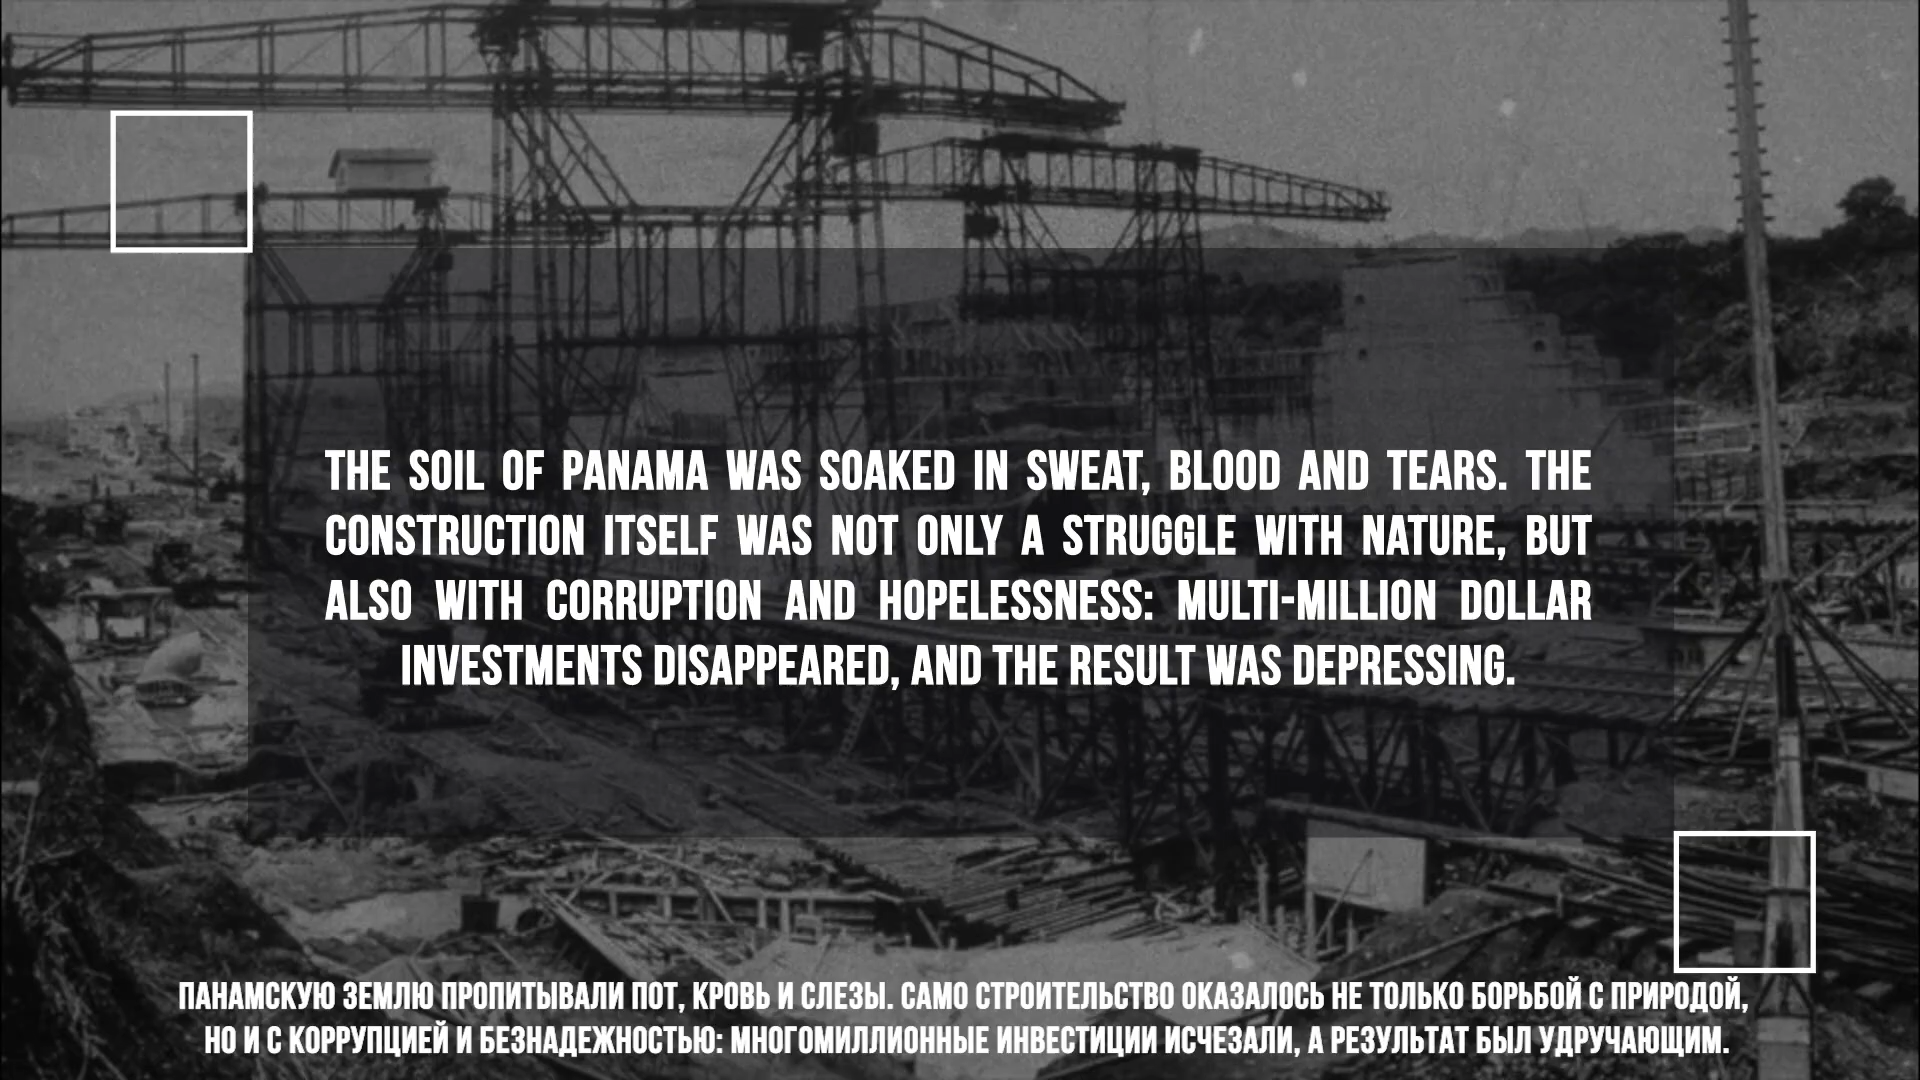 THE SOIL OF PANAMA WAS SOAKED IN SWEAT, BLOOD AND TEARS. THE
CONSTRUCTION ITSELF WAS NOT ONLY A STRUGGLE WITH NATURE, BUT
ALSO WITH CORRUPTION AND HOPELESSNESS: MULTI-MILLION DOLLAR
INVESTMENTS DISAPPEARED, AND THE RESULT WAS DEPRESSING.
ПАНАМСКУЮ ЗЕМЛЮ ПРОПИТЫВАЛИ ПОТ, КРОВЬ И СЛЕЗЫ. САМО СТРОИТЕЛЬСТВО ОКАЗАЛОСЬ НЕ ТОЛЬКО БОРЬБОЙ С ПРИРОДОЙ,
НО И С КОРРУПЦИЕЙ И БЕЗНАДЕЖНОСТЬЮ: МНОГОМИЛЛИОННЫЕ ИНВЕСТИЦИИ ИСЧЕЗАЛИ, А РЕЗУЛЬТАТ БЫЛ УДРУЧАЮЩИМ.